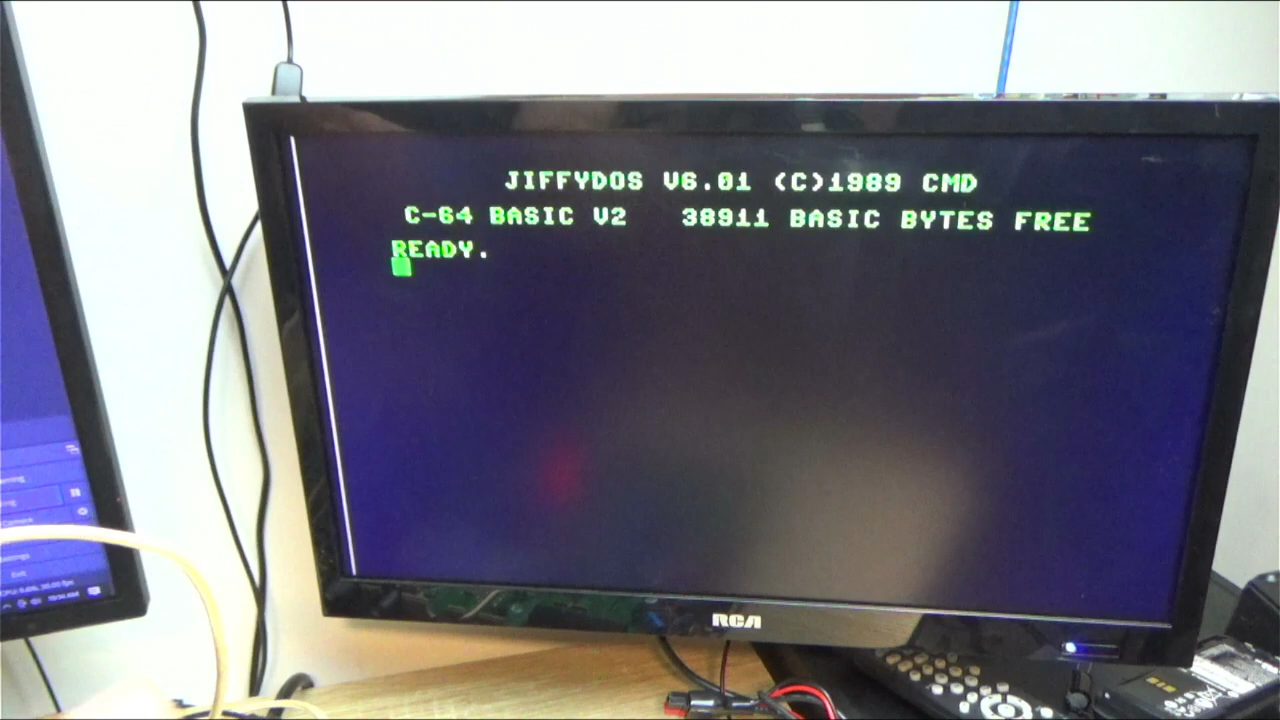 JIFFYDOS V6.01 (C)1989 CMD
C-64 BASIC V2   38911 BASIC BYTES FREE
READY.
RCA